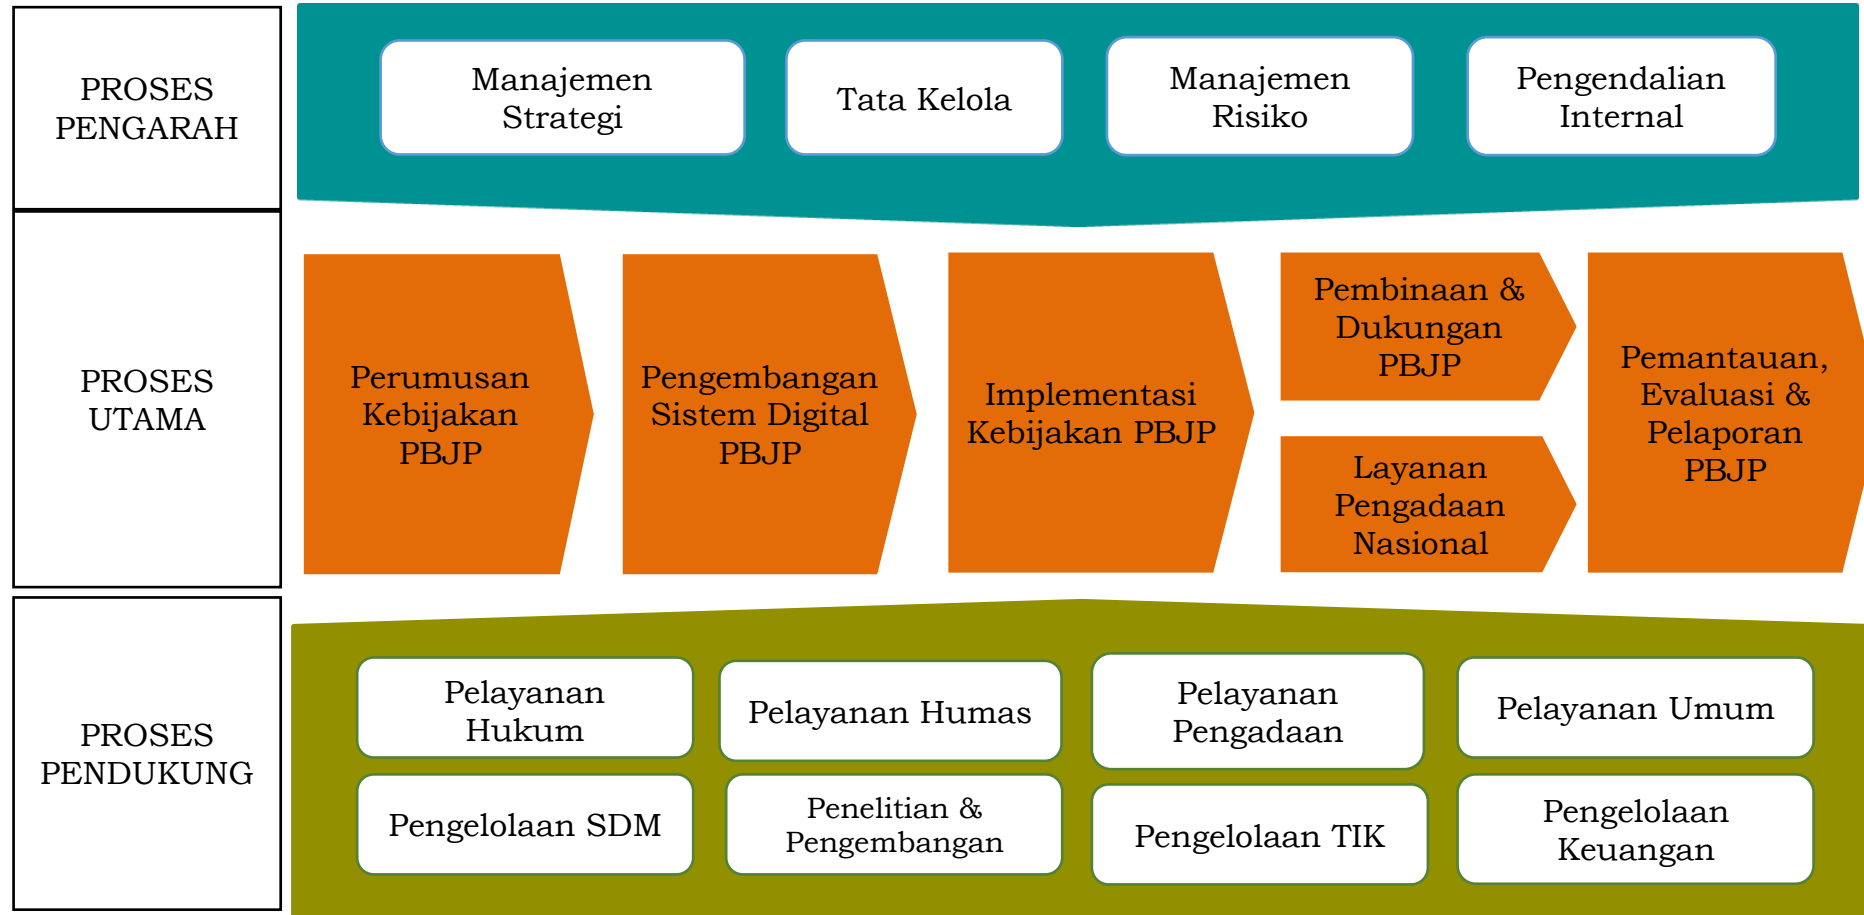 PROSES
PENGARAH
Manajemen
Strategi
Tata Kelola
Manajemen
Risiko
Pengendalian
Internal
PROSES
UTAMA
Perumusan
Kebijakan
PBJP
Pengembangan
Sistem Digital
PBJP
Implementasi
Kebijakan PBJP
Pembinaan &
Dukungan
PBJP
Layanan
Pengadaan
Nasional
Pemantauan,
Evaluasi &
Pelaporan
PBJP
PROSES
PENDUKUNG
Pelayanan
Hukum
Pelayanan Humas
Pelayanan
Pengadaan
Pelayanan Umum
Pengelolaan SDM
Penelitian &
Pengembangan
Pengelolaan TIK
Pengelolaan
Keuangan